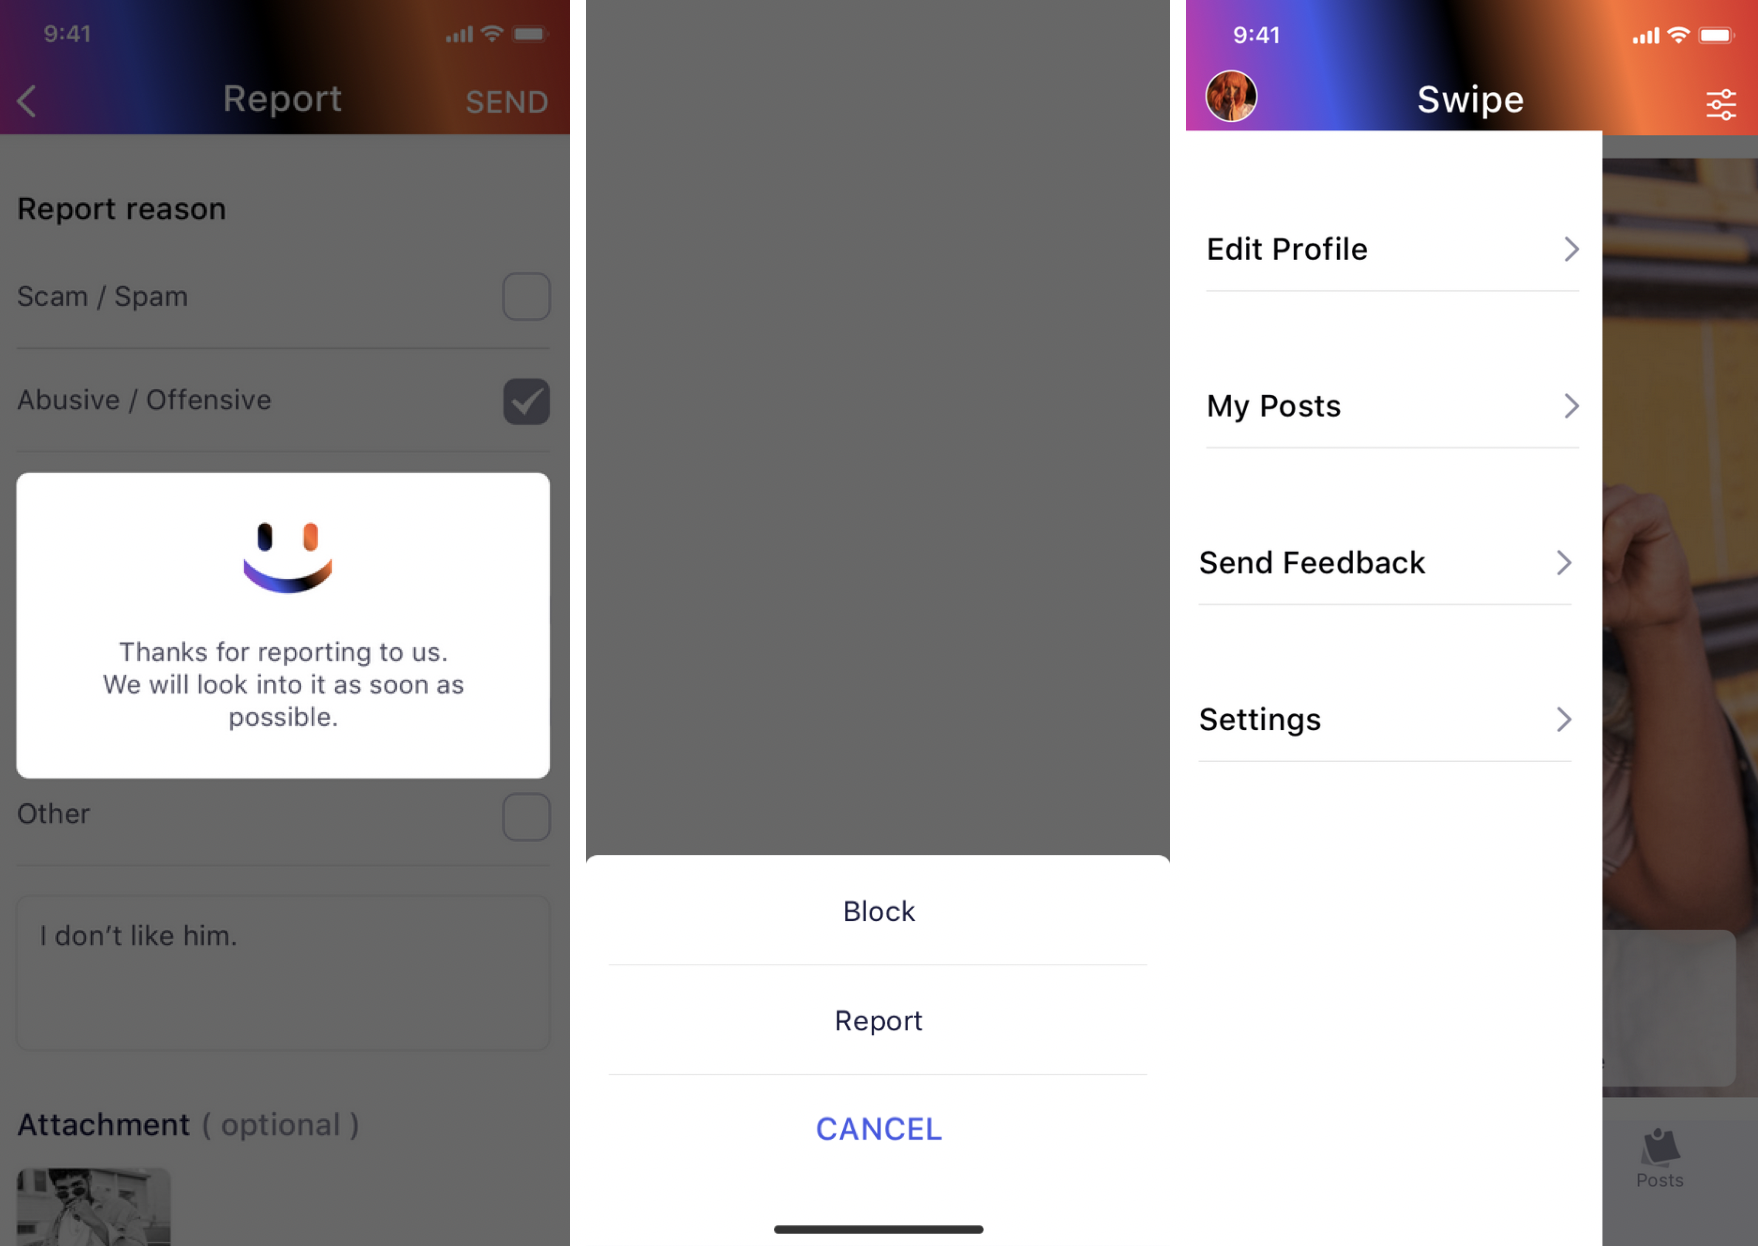 9:41
Report
SEND
Report reason
Scam / Spam
Abusive / Offensive
Thanks for reporting to us.
We will look into it as soon as
possible.
Other
I don’t like him.
Attachment ( optional )
Block
Report
CANCEL
9:41
Swipe
Edit Profile
My Posts
Send Feedback
Settings
Posts